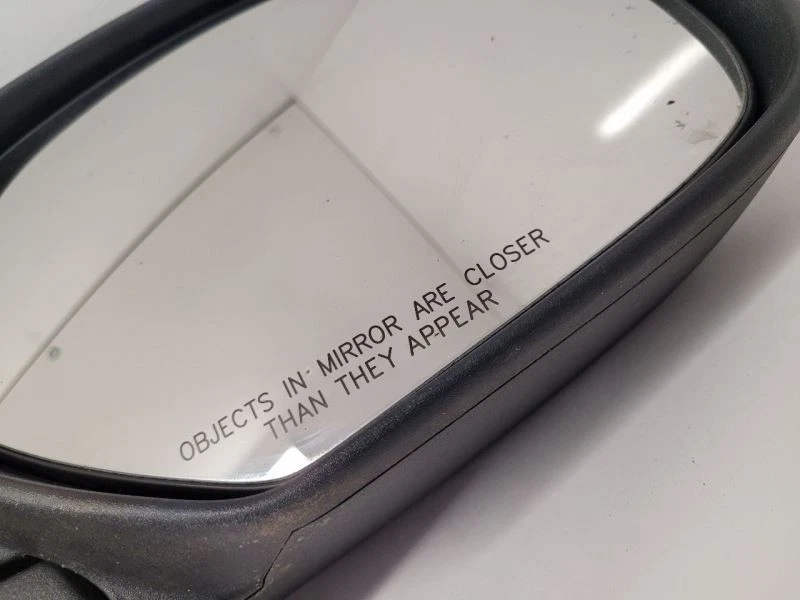 OBJECTS IN MIRROR ARE CLOSER
THAN THEY APPEAR